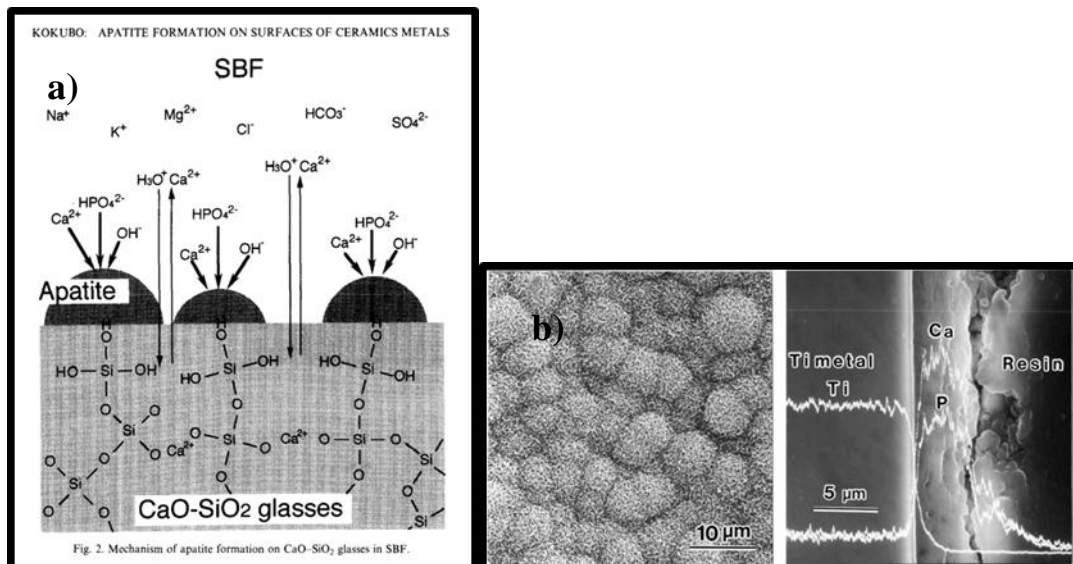 KOKUBO: APATITE FORMATION ON SURFACES OF CERAMICS METALS
SBF
a)
Na⁺ K⁺ Mg²⁺ Cl⁻ HCO₃⁻ SO₄²⁻
H₃O⁺ Ca²⁺ H₃O⁺ Ca²⁺
Ca²⁺ HPO₄²⁻ OH⁻
Ca²⁺ HPO₄²⁻ OH⁻
Ca²⁺ HPO₄²⁻ OH⁻
Apatite
H H H
O O O
HO Si OH HO Si OH HO Si OH
O O O
O Si O Ca²⁺ O Si O Ca²⁺ O Si O O
O O O O Si
O Si O O Si O
CaO-SiO₂ glasses
Fig. 2. Mechanism of apatite formation on CaO–SiO₂ glasses in SBF.
b)
10 μm
Ti metal
Ti
Ca
P
Resin
5 μm